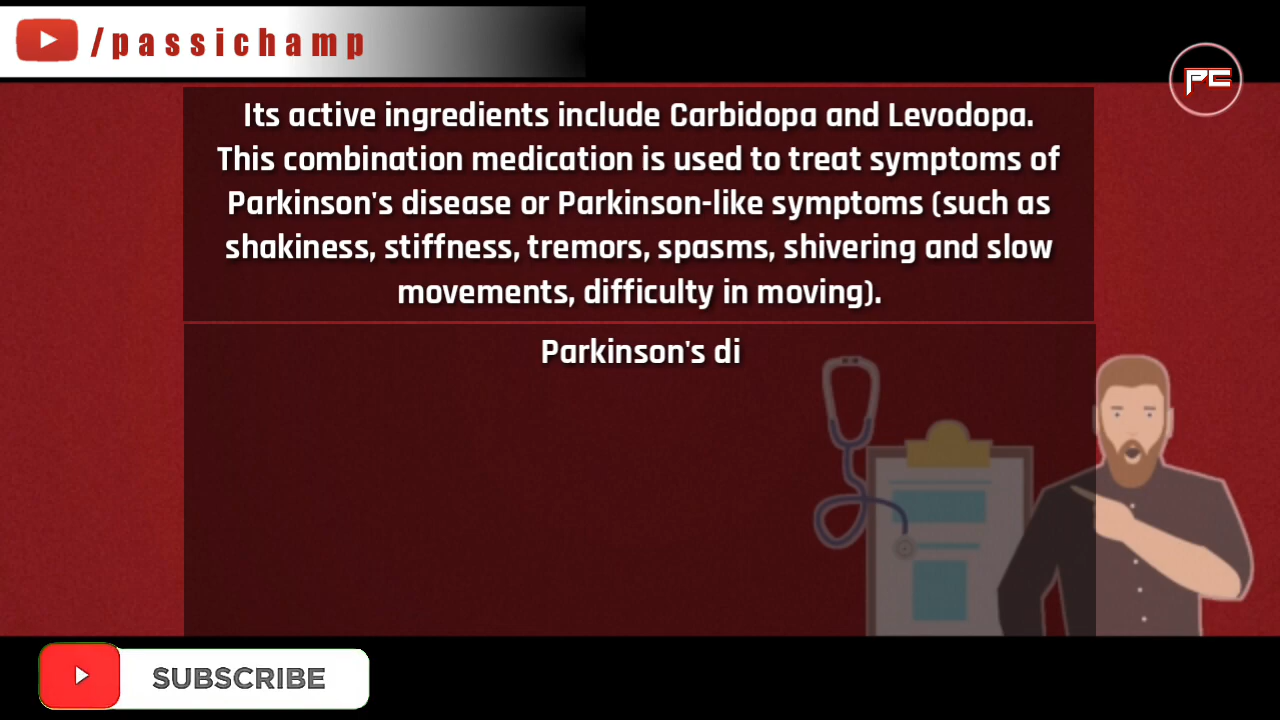 /passichamp
PC
Its active ingredients include Carbidopa and Levodopa.
This combination medication is used to treat symptoms of
Parkinson's disease or Parkinson-like symptoms (such as
shakiness, stiffness, tremors, spasms, shivering and slow
movements, difficulty in moving).
Parkinson's di
SUBSCRIBE